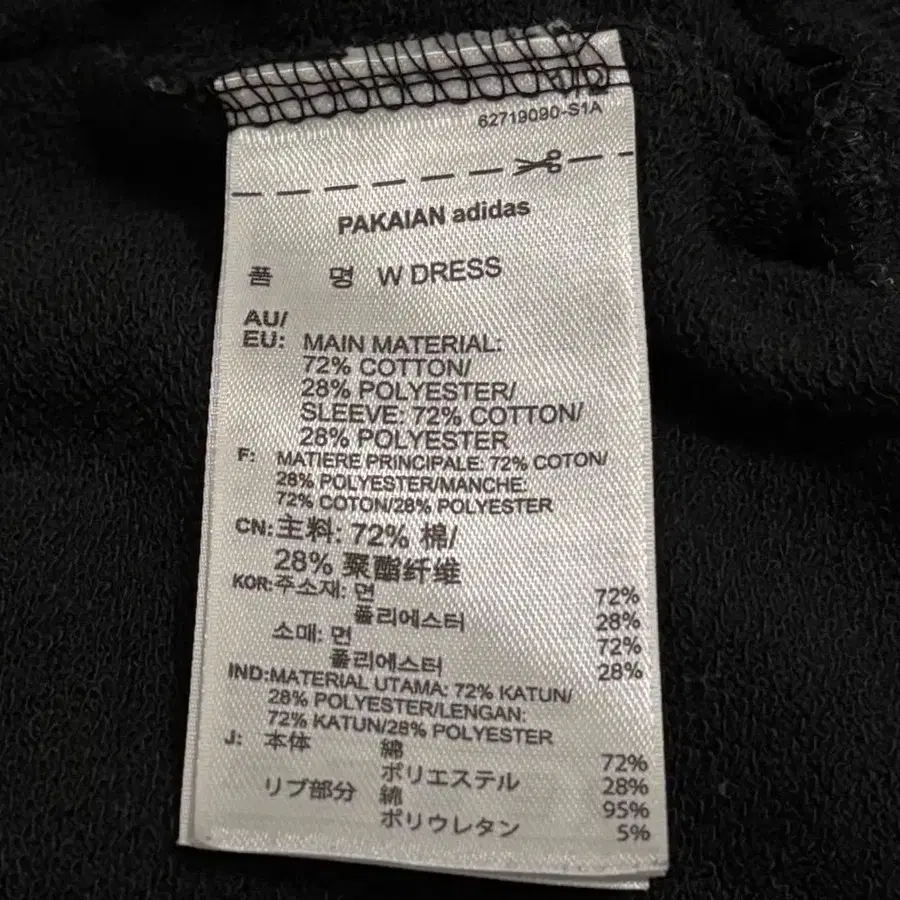 62719090-S1A
PAKAIAN adidas
품 명 W DRESS
AU/
EU: MAIN MATERIAL:
72% COTTON/
28% POLYESTER/
SLEEVE: 72% COTTON/
28% POLYESTER
F: MATIERE PRINCIPALE: 72% COTON/
28% POLYESTER/MANCHE:
72% COTON/28% POLYESTER
CN: 主料: 72% 棉/
28% 聚酯纤维
KOR: 주소재: 면 72%
폴리에스터 28%
소매: 면 72%
폴리에스터 28%
IND: MATERIAL UTAMA: 72% KATUN/
28% POLYESTER/LENGAN:
72% KATUN/28% POLYESTER
J: 本体 綿 72%
ポリエステル 28%
リブ部分 綿 95%
ポリウレタン 5%